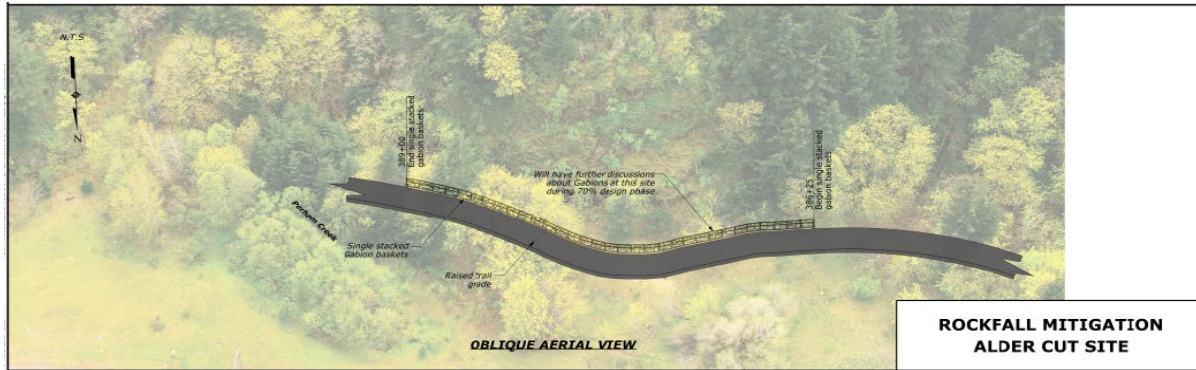 N.T.S
N
389+00
End single stacked
gabion baskets
Will have further discussions
about Gabions at this site
during 70% design phase
386+25
Begin single stacked
gabion baskets
Perham Creek
Single stacked
Gabion baskets
Raised Trail
grade
OBLIQUE AERIAL VIEW
ROCKFALL MITIGATION
ALDER CUT SITE